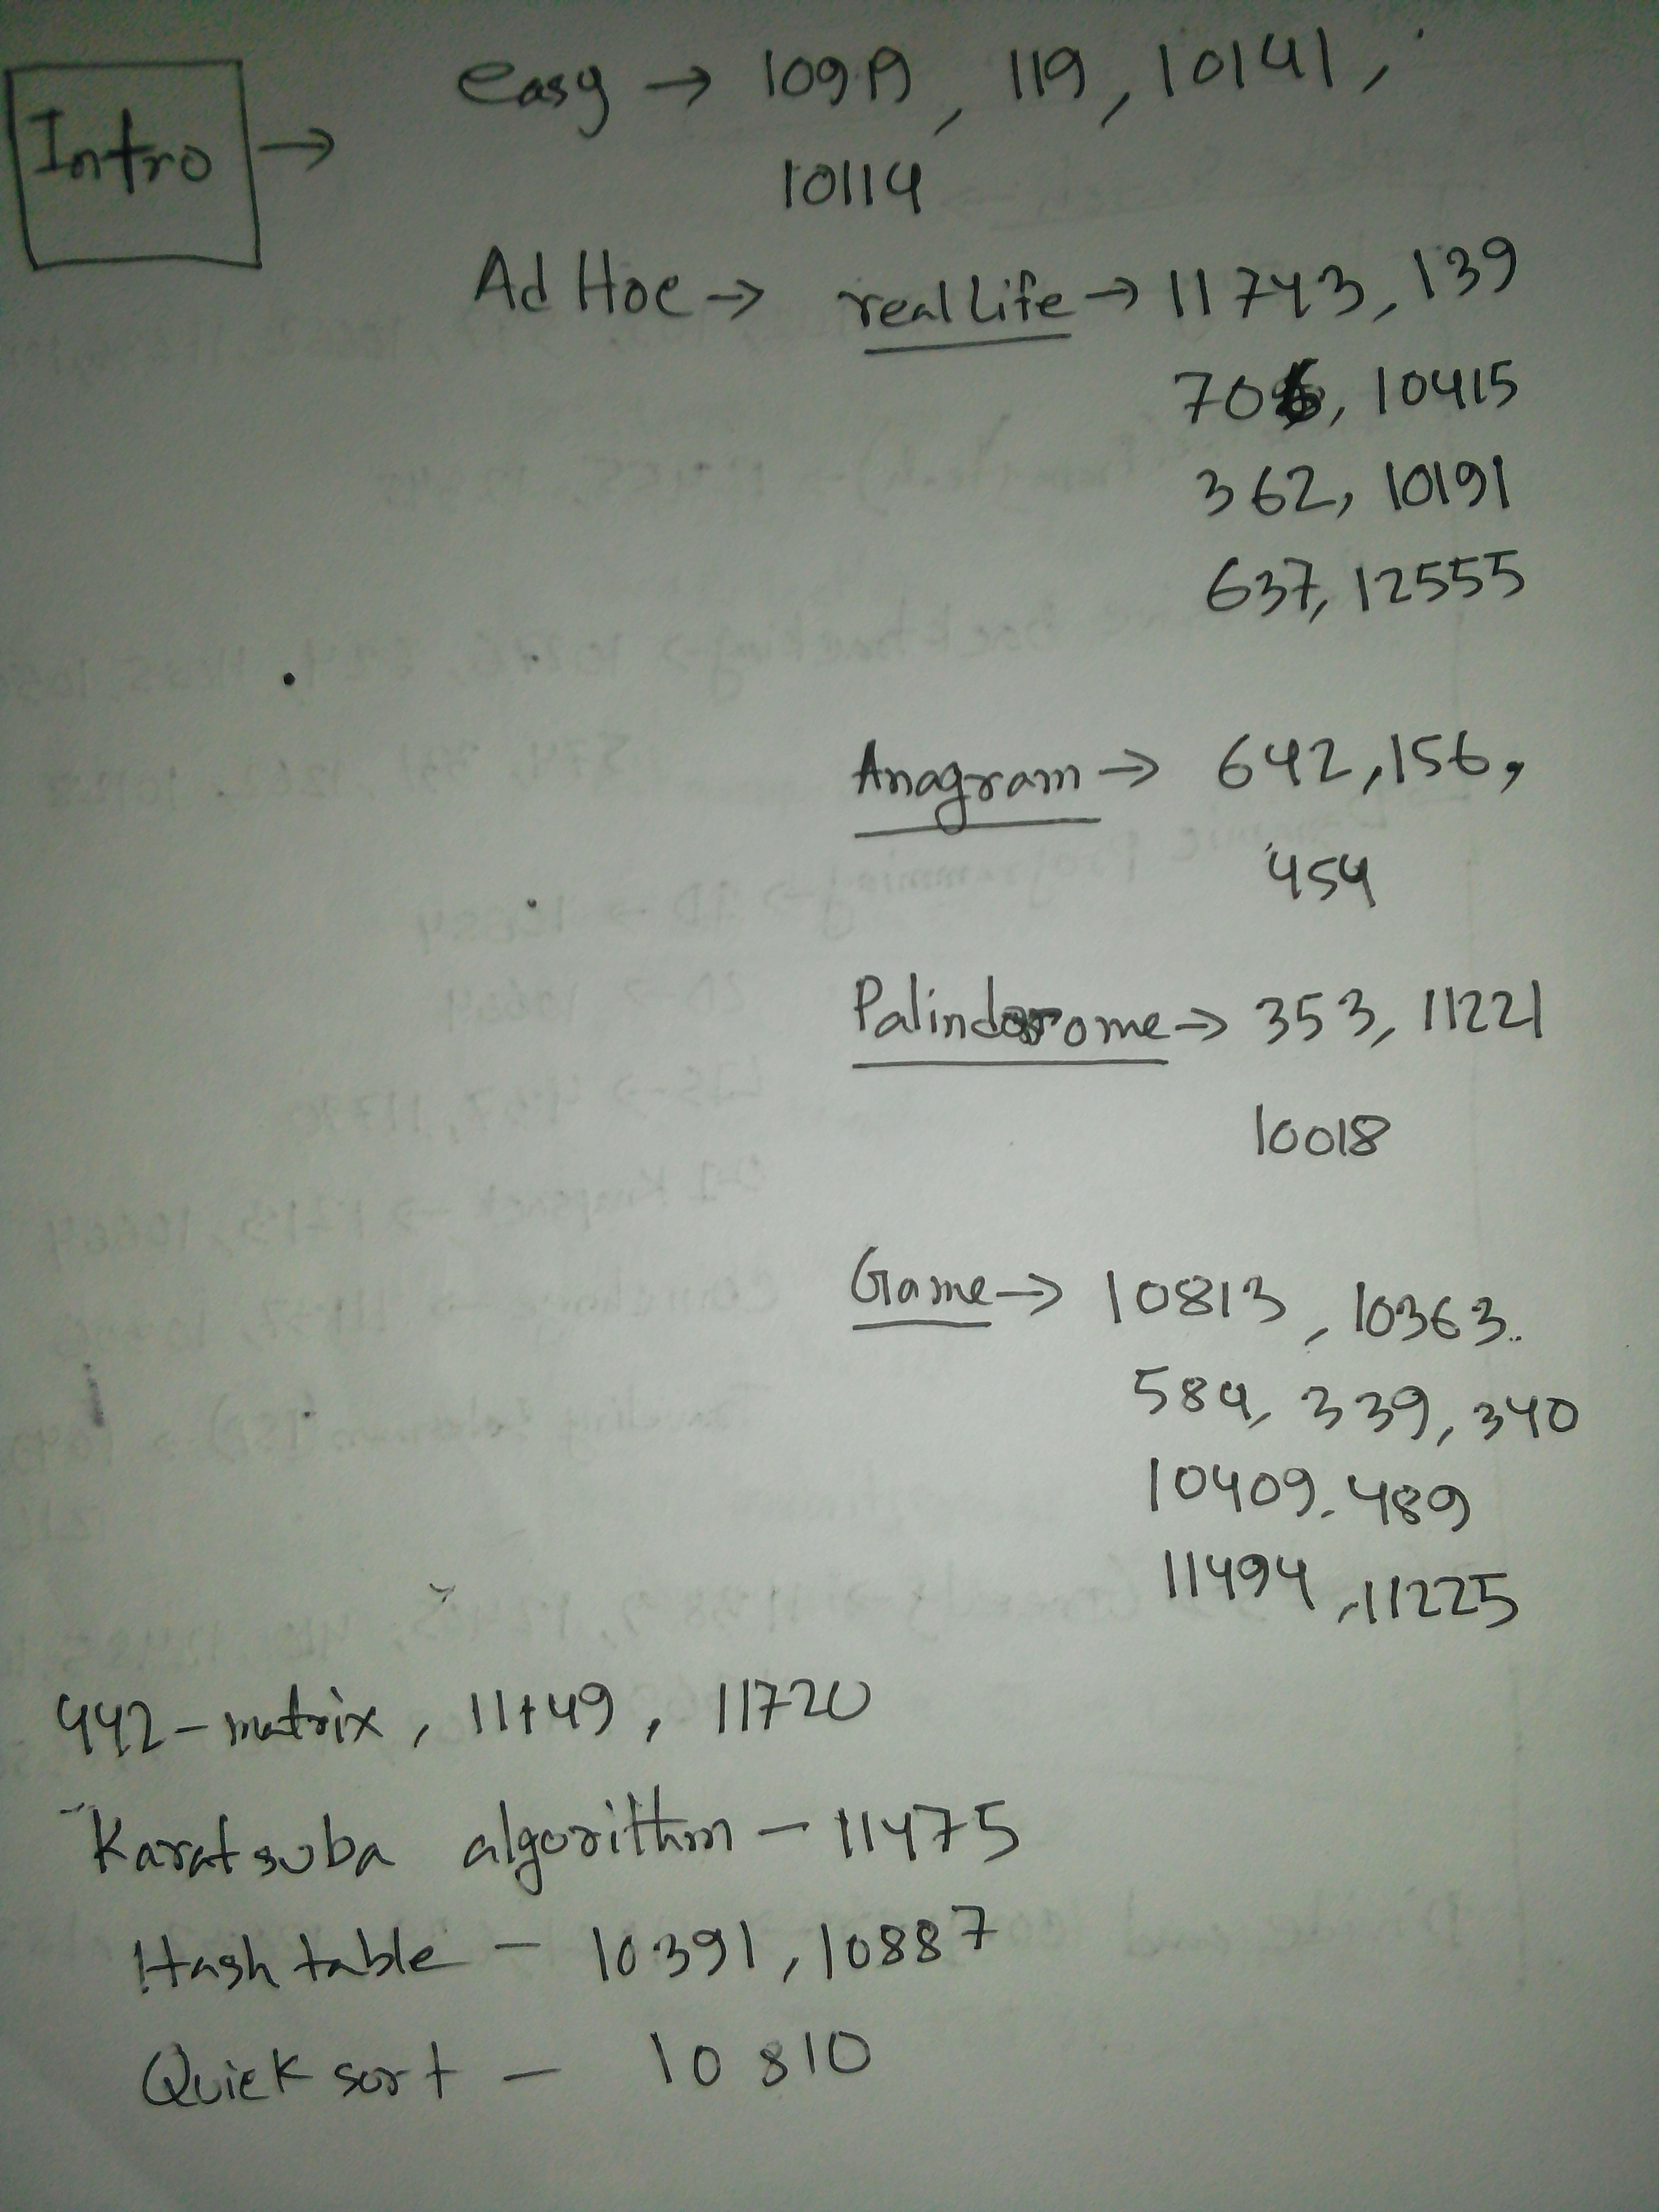 Intro → easy → 109A, 119, 10141,
10114
Ad Hoc → real life → 11743, 139
706, 10415
362, 10191
637, 12555
Anagram → 642, 156,
454
Palindorome → 353, 11221
10018
Game → 10813, 10363
584, 339, 340
10409, 489
11494, 11225
442 - matrix, 11149, 11720
Karatsuba algorithm - 11475
Hash table - 10391, 10887
Quick sort - 10810